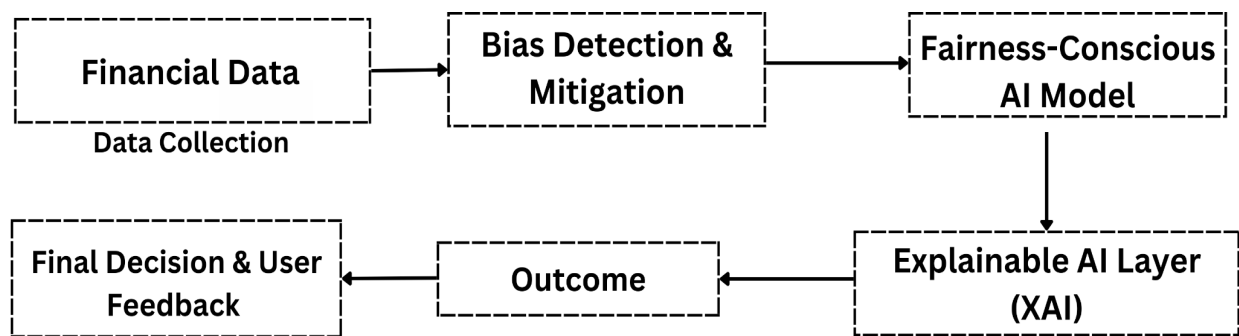 Financial Data
Data Collection
Bias Detection &
Mitigation
Fairness-Conscious
AI Model
Explainable AI Layer
(XAI)
Outcome
Final Decision & User
Feedback